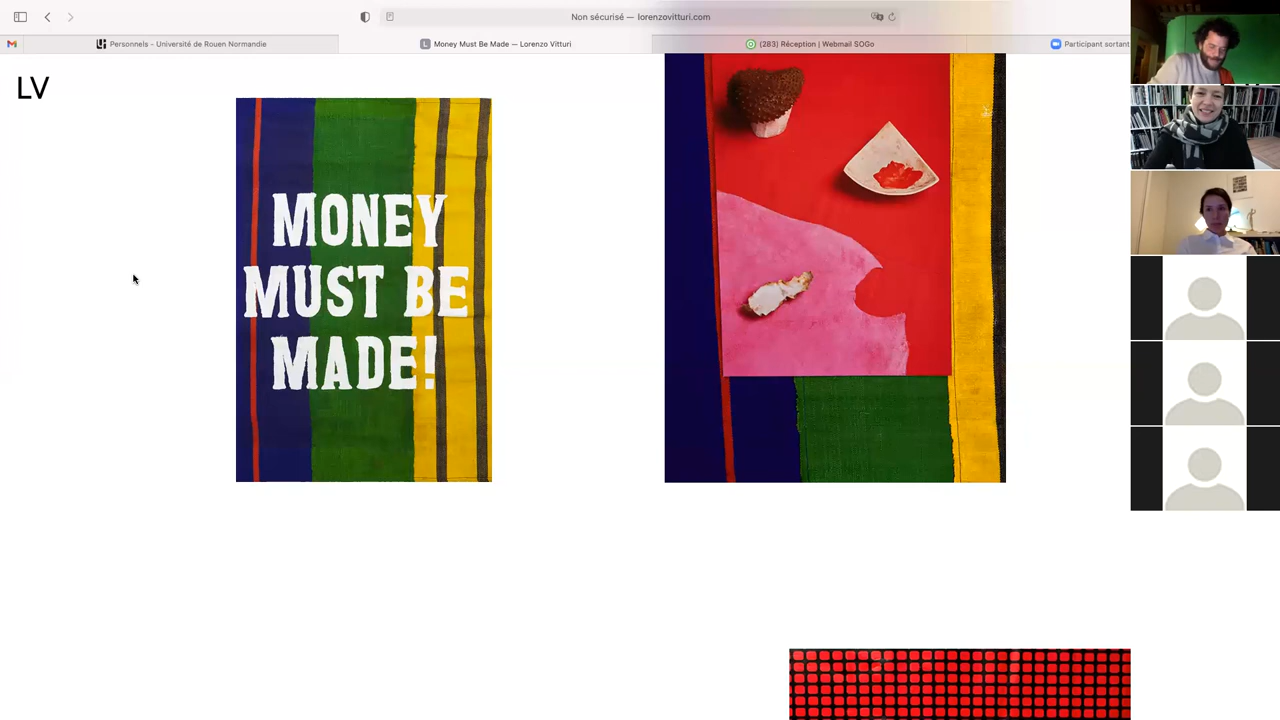 Non sécurisé — lorenzovitturi.com
Personnels - Université de Rouen Normandie
L Money Must Be Made — Lorenzo Vitturi
(283) Réception | Webmail SOGo
Participant sortant
LV
MONEY
MUST BE
MADE!